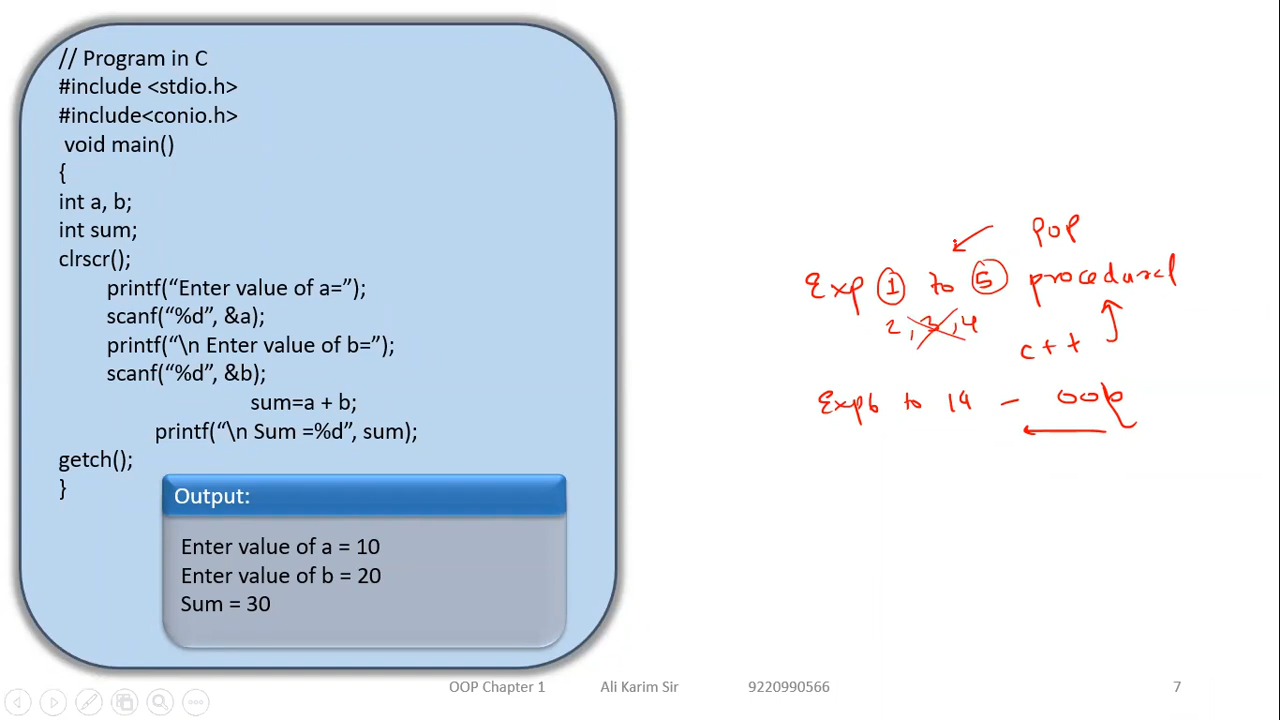 // Program in C
#include <stdio.h>
#include<conio.h>
void main()
{
int a, b;
int sum;
clrscr();
printf(“Enter value of a=”);
scanf(“%d”, &a);
printf(“\n Enter value of b=”);
scanf(“%d”, &b);
sum=a + b;
printf(“\n Sum =%d”, sum);
getch();
}
Output:
Enter value of a = 10
Enter value of b = 20
Sum = 30
POP
Exp 1 to 5 procedural
2, 3, 4
c++
Exp6 to 14 - OOP
OOP Chapter 1 Ali Karim Sir 9220990566 7